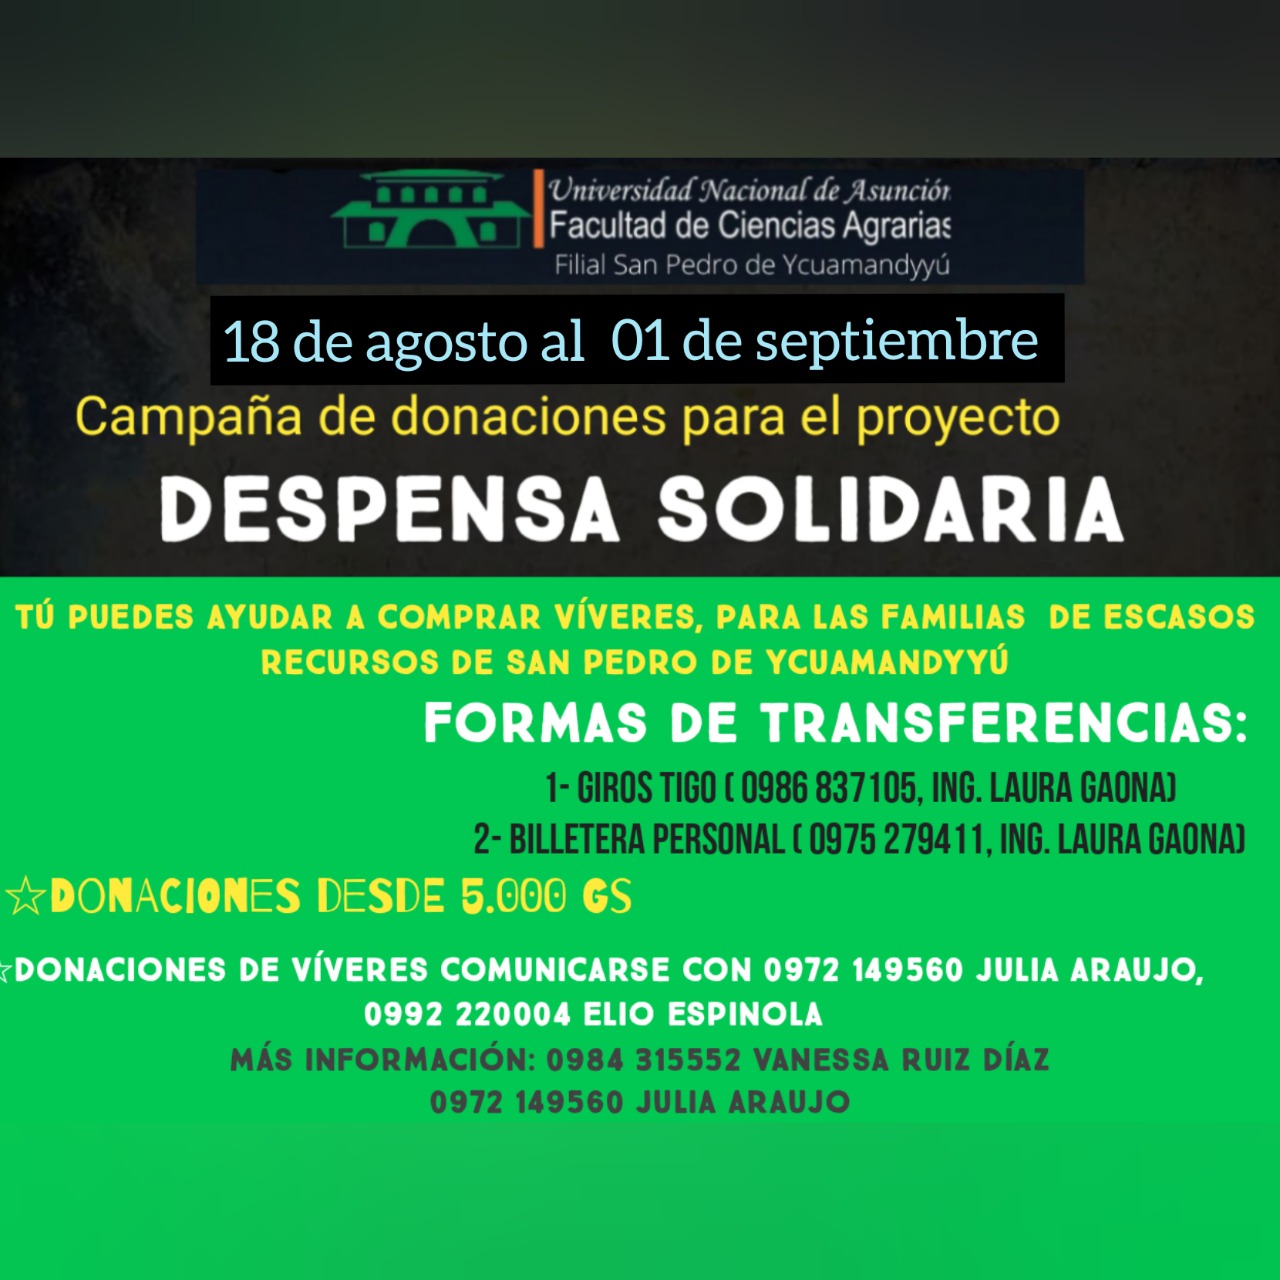 Universidad Nacional de Asunción
Facultad de Ciencias Agrarias
Filial San Pedro de Ycuamandyyú
18 de agosto al 01 de septiembre
Campaña de donaciones para el proyecto
DESPENSA SOLIDARIA
TÚ PUEDES AYUDAR A COMPRAR VÍVERES, PARA LAS FAMILIAS DE ESCASOS
RECURSOS DE SAN PEDRO DE YCUAMANDYYÚ
FORMAS DE TRANSFERENCIAS:
1- GIROS TIGO ( 0986 837105, ING. LAURA GAONA)
2- BILLETERA PERSONAL ( 0975 279411, ING. LAURA GAONA)
☆DONACIONES DESDE 5.000 GS
☆DONACIONES DE VÍVERES COMUNICARSE CON 0972 149560 JULIA ARAUJO,
0992 220004 ELIO ESPINOLA
MÁS INFORMACIÓN: 0984 315552 VANESSA RUIZ DÍAZ
0972 149560 JULIA ARAUJO